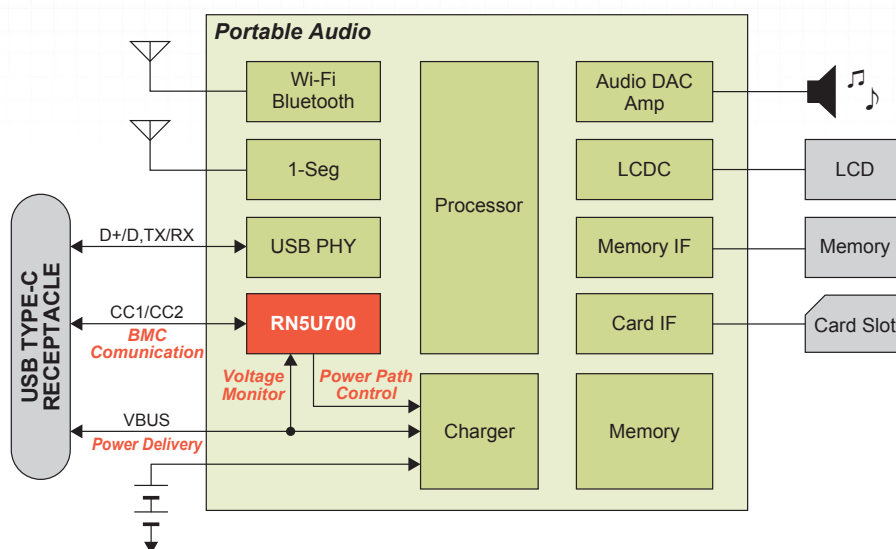 Portable Audio
Wi-Fi
Bluetooth
1-Seg
USB PHY
RN5U700
Processor
Charger
Audio DAC
Amp
LCDC
Memory IF
Card IF
Memory
LCD
Memory
Card Slot
USB TYPE-C
RECEPTACLE
D+/D,TX/RX
CC1/CC2
BMC
Comunication
Voltage
Monitor
Power Path
Control
VBUS
Power Delivery